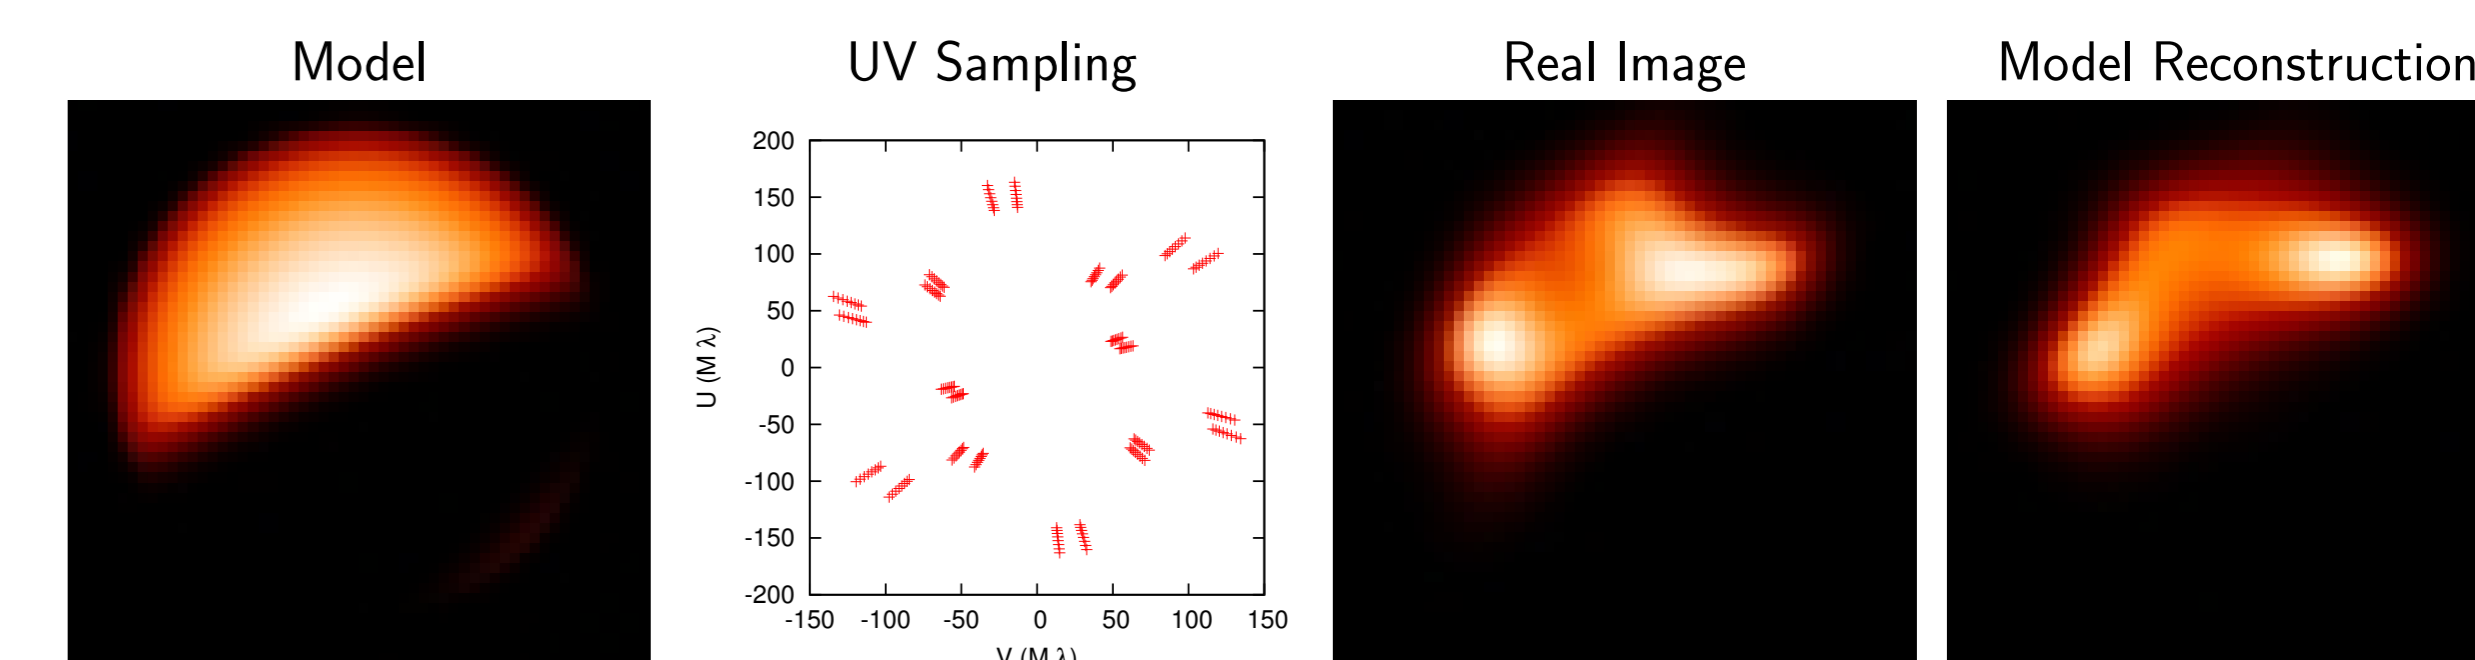 Model
UV Sampling
Real Image
Model Reconstruction
200
150
100
50
0
-50
-100
-150
-200
U (M λ)
-150 -100 -50 0 50 100 150
V (M λ)